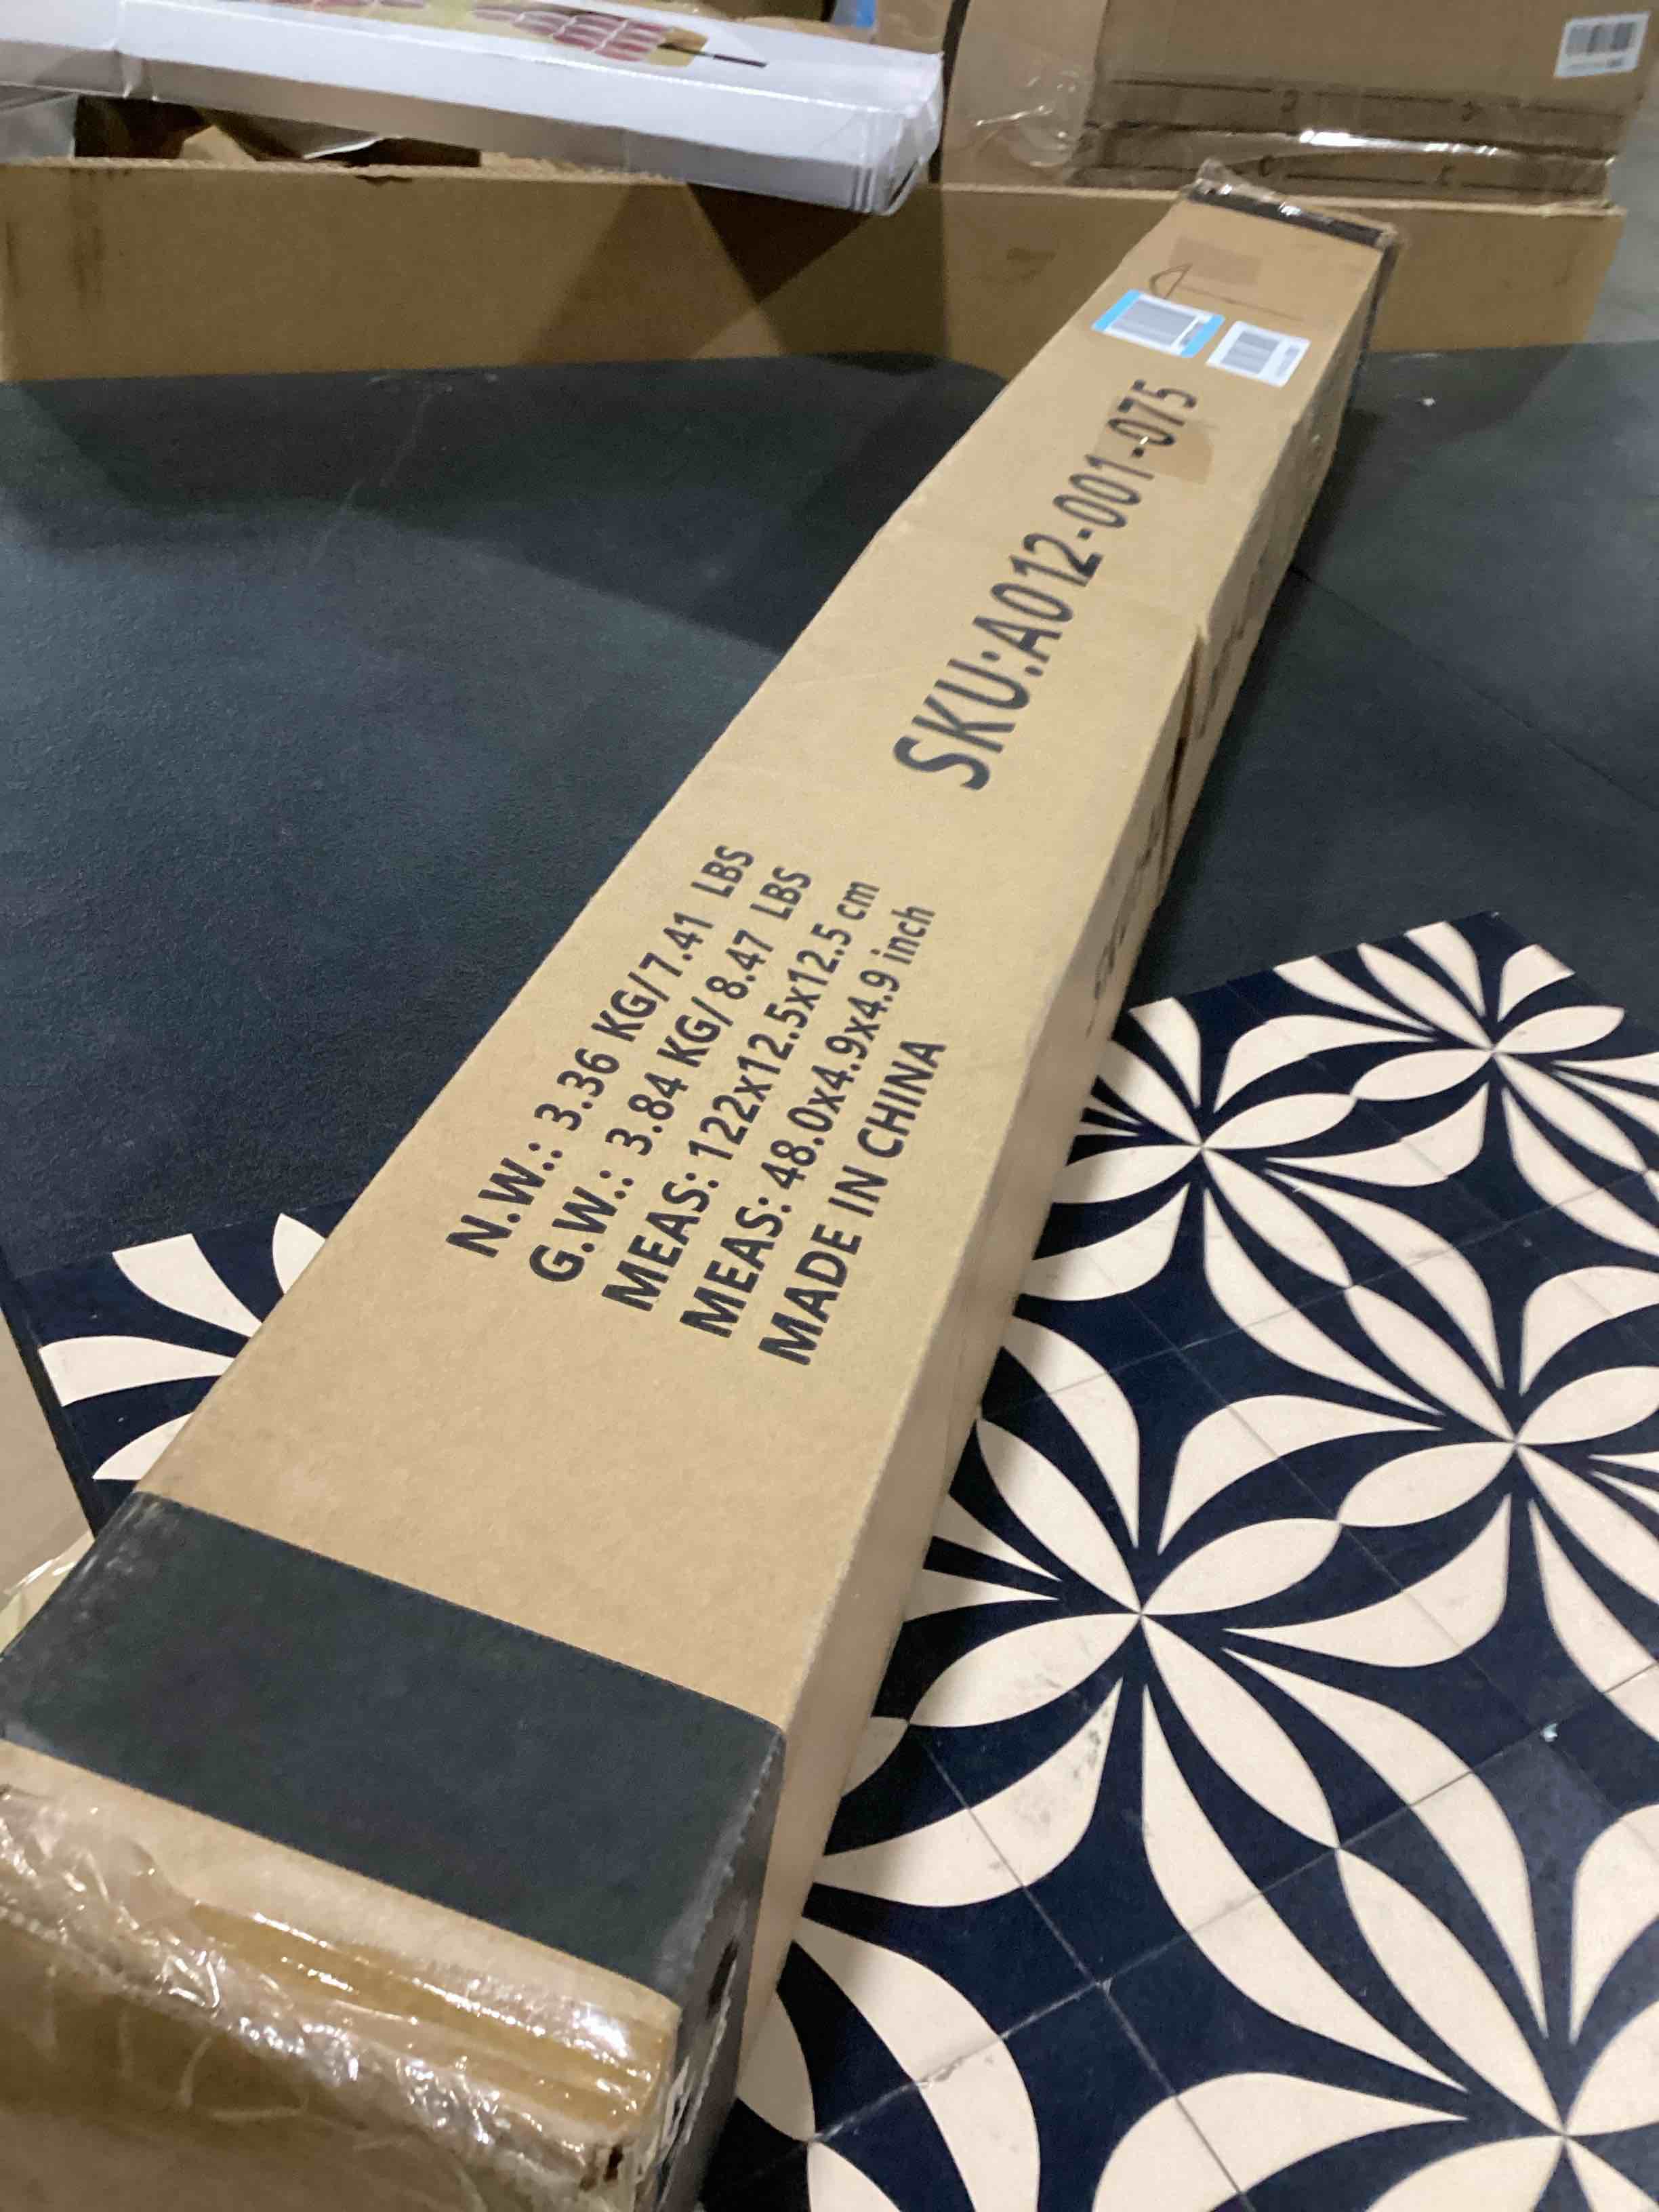 SKU:A012-001-075
N.W.: 3.36 KG/7.41 LBS
G.W.: 3.84 KG/ 8.47 LBS
MEAS: 122x12.5x12.5 cm
MEAS: 48.0x4.9x4.9 inch
MADE IN CHINA